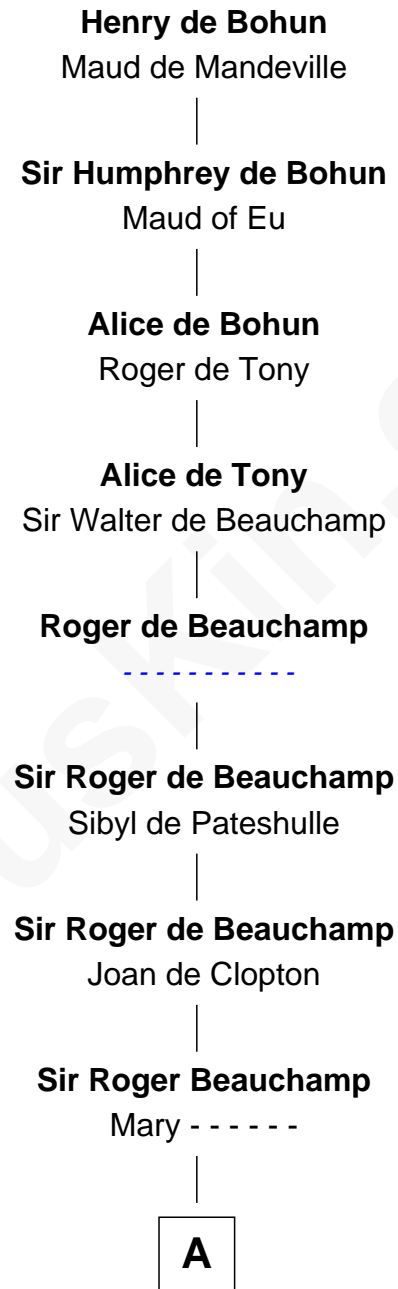 Henry de Bohun
Maud de Mandeville
Sir Humphrey de Bohun
Maud of Eu
Alice de Bohun
Roger de Tony
Alice de Tony
Sir Walter de Beauchamp
Roger de Beauchamp
- - - - - - - - - - -
Sir Roger de Beauchamp
Sibyl de Pateshulle
Sir Roger de Beauchamp
Joan de Clopton
Sir Roger Beauchamp
Mary - - - - - -
A